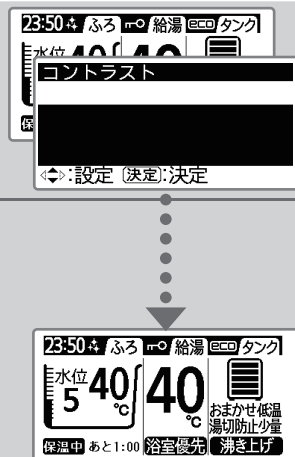 23:50 ふろ 給湯 eco タンク
水位 40 40
コントラスト
保
:設定 決定:決定
23:50 ふろ 給湯 eco タンク
水位 5 40℃ 40℃
おまかせ低温
湯切防止少量
保温中 あと1:00 浴室優先 沸き上げ